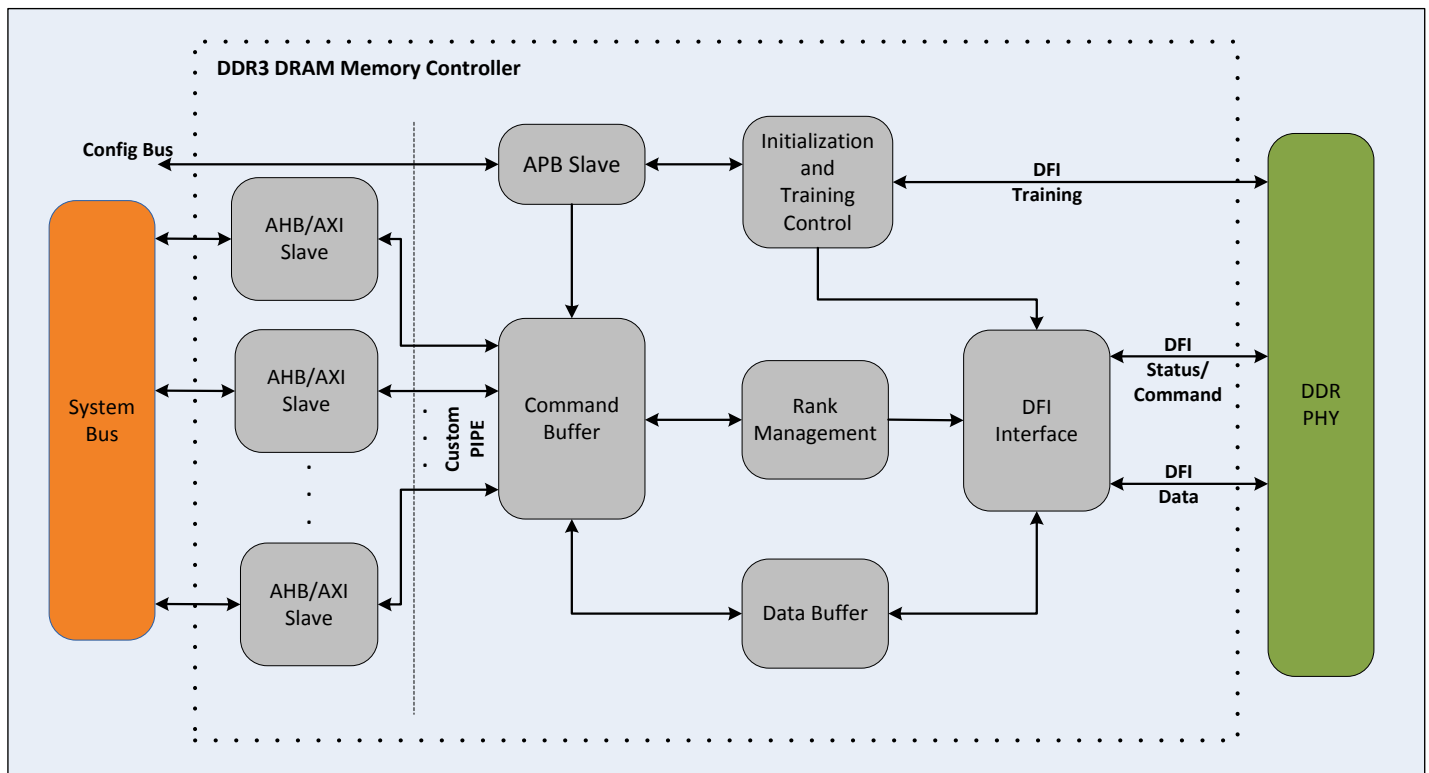 DDR3 DRAM Memory Controller
Config Bus
APB Slave
Initialization
and
Training
Control
DFI
Training
AHB/AXI
Slave
System
Bus
AHB/AXI
Slave
Custom
PIPE
Command
Buffer
Rank
Management
DFI
Interface
DFI
Status/
Command
DFI
Data
DDR
PHY
AHB/AXI
Slave
Data Buffer